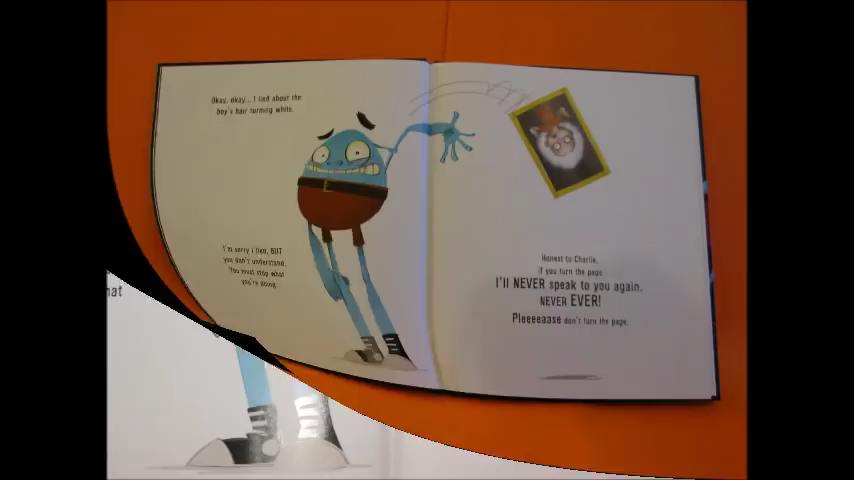 Okay, okay... I lied about the
boy's hair turning white.
I'm sorry I lied, BUT
you don't understand.
You must stop what
you're doing.
Honest to Charlie,
if you turn the page
I'll NEVER speak to you again.
NEVER EVER!
Pleeeeaase don't turn the page.
hat